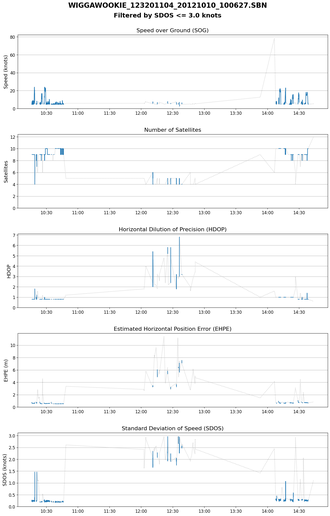 WIGGAWOOKIE_123201104_20121010_100627.SBN
Filtered by SDOS <= 3.0 knots
Speed over Ground (SOG)
Speed (knots)
80
60
40
20
0
10:30 11:00 11:30 12:00 12:30 13:00 13:30 14:00 14:30
Number of Satellites
Satellites
12
10
8
6
4
2
0
10:30 11:00 11:30 12:00 12:30 13:00 13:30 14:00 14:30
Horizontal Dilution of Precision (HDOP)
HDOP
7
6
5
4
3
2
1
0
10:30 11:00 11:30 12:00 12:30 13:00 13:30 14:00 14:30
Estimated Horizontal Position Error (EHPE)
EHPE (m)
10
8
6
4
2
0
10:30 11:00 11:30 12:00 12:30 13:00 13:30 14:00 14:30
Standard Deviation of Speed (SDOS)
SDOS (knots)
3.0
2.5
2.0
1.5
1.0
0.5
0.0
10:30 11:00 11:30 12:00 12:30 13:00 13:30 14:00 14:30